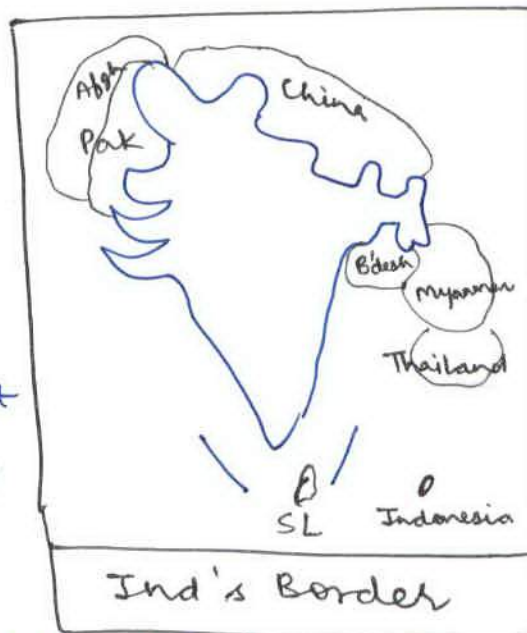 Afgh
China
Pak
B'desh
Myanmar
Thailand
SL
Indonesia
Ind's Border